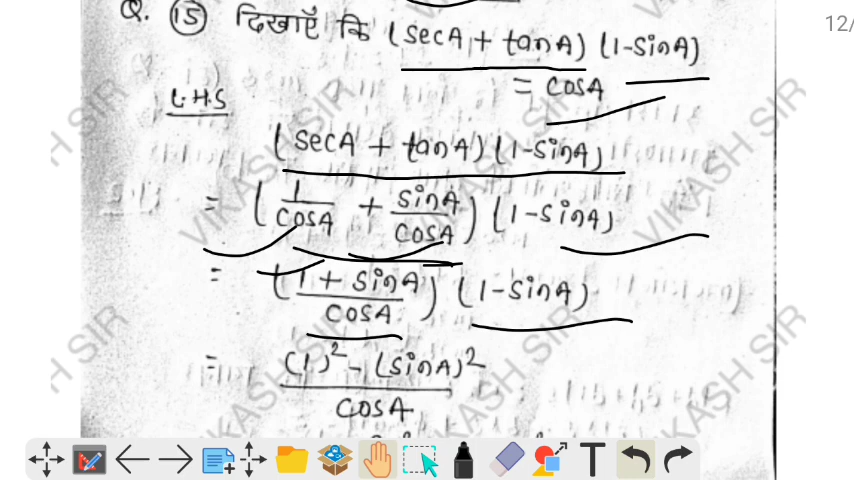 Q. 15 दिखाएँ कि (secA + tanA) (1-sinA)
= cosA
12/
L.H.S
(secA + tanA) (1-sinA)
= (1/cosA + sinA/cosA) (1-sinA)
= (1 + sinA/cosA) (1-sinA)
= (1)² - (sinA)²/cosA
VIKASH SIR
T